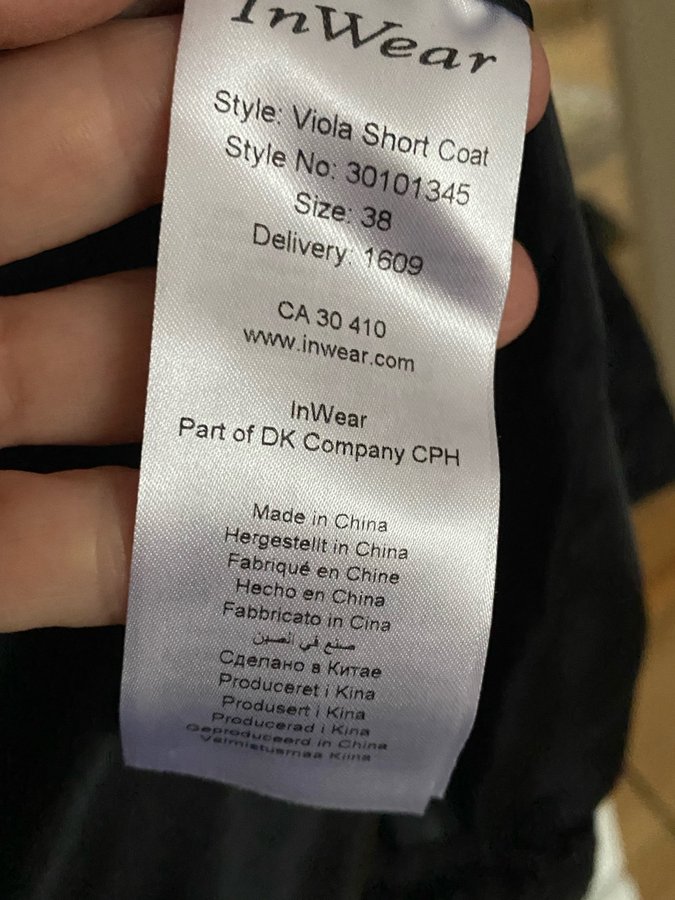 InWear
Style: Viola Short Coat
Style No: 30101345
Size: 38
Delivery: 1609
CA 30 410
www.inwear.com
InWear
Part of DK Company CPH
Made in China
Hergestellt in China
Fabriqué en Chine
Hecho en China
Fabbricato in Cina
صنع في الصين
Сделано в Китае
Produceret i Kina
Produsert i Kina
Producerad i Kina
Geproduceerd in China
Valmistusmaa Kiina